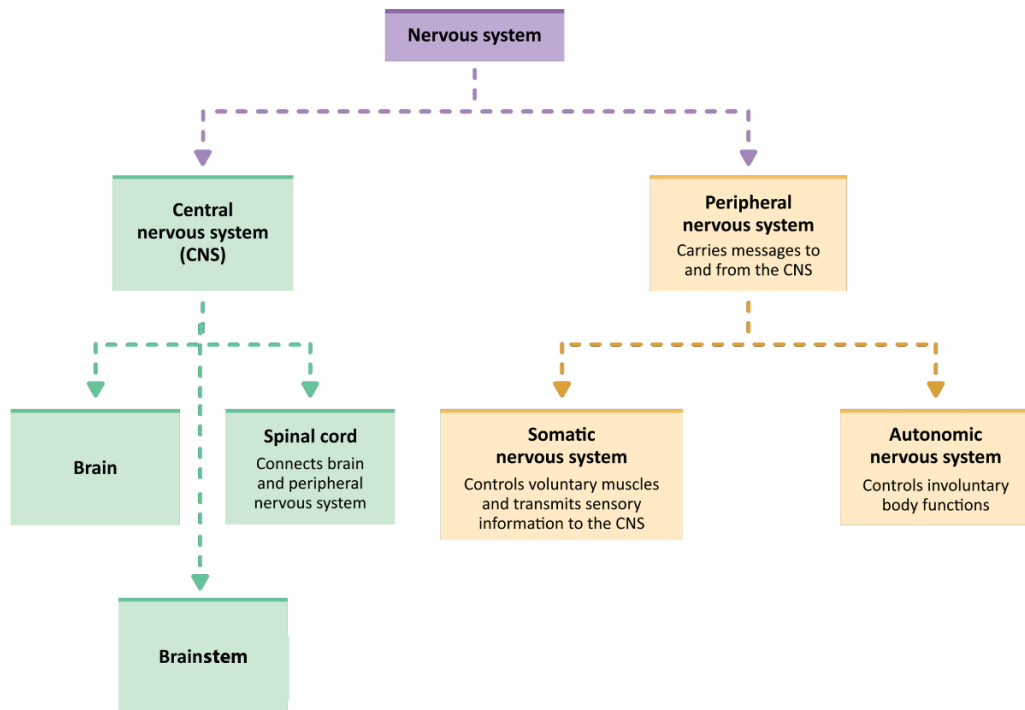 Nervous system
Central
nervous system
(CNS)
Peripheral
nervous system
Carries messages to
and from the CNS
Brain
Spinal cord
Connects brain
and peripheral
nervous system
Somatic
nervous system
Controls voluntary muscles
and transmits sensory
information to the CNS
Autonomic
nervous system
Controls involuntary
body functions
Brainstem